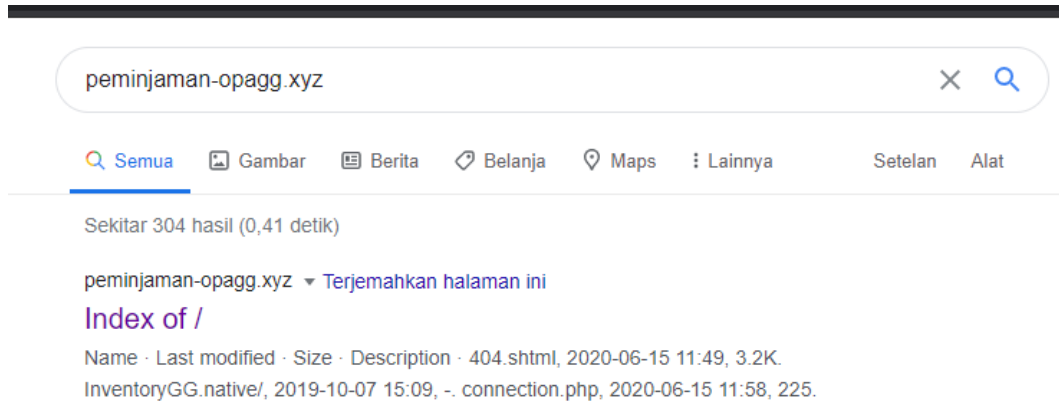 peminjaman-opagg.xyz
Semua Gambar Berita Belanja Maps Lainnya Setelan Alat
Sekitar 304 hasil (0,41 detik)
peminjaman-opagg.xyz Terjemahkan halaman ini
Index of /
Name · Last modified · Size · Description · 404.shtml, 2020-06-15 11:49, 3.2K.
InventoryGG.native/, 2019-10-07 15:09, -. connection.php, 2020-06-15 11:58, 225.